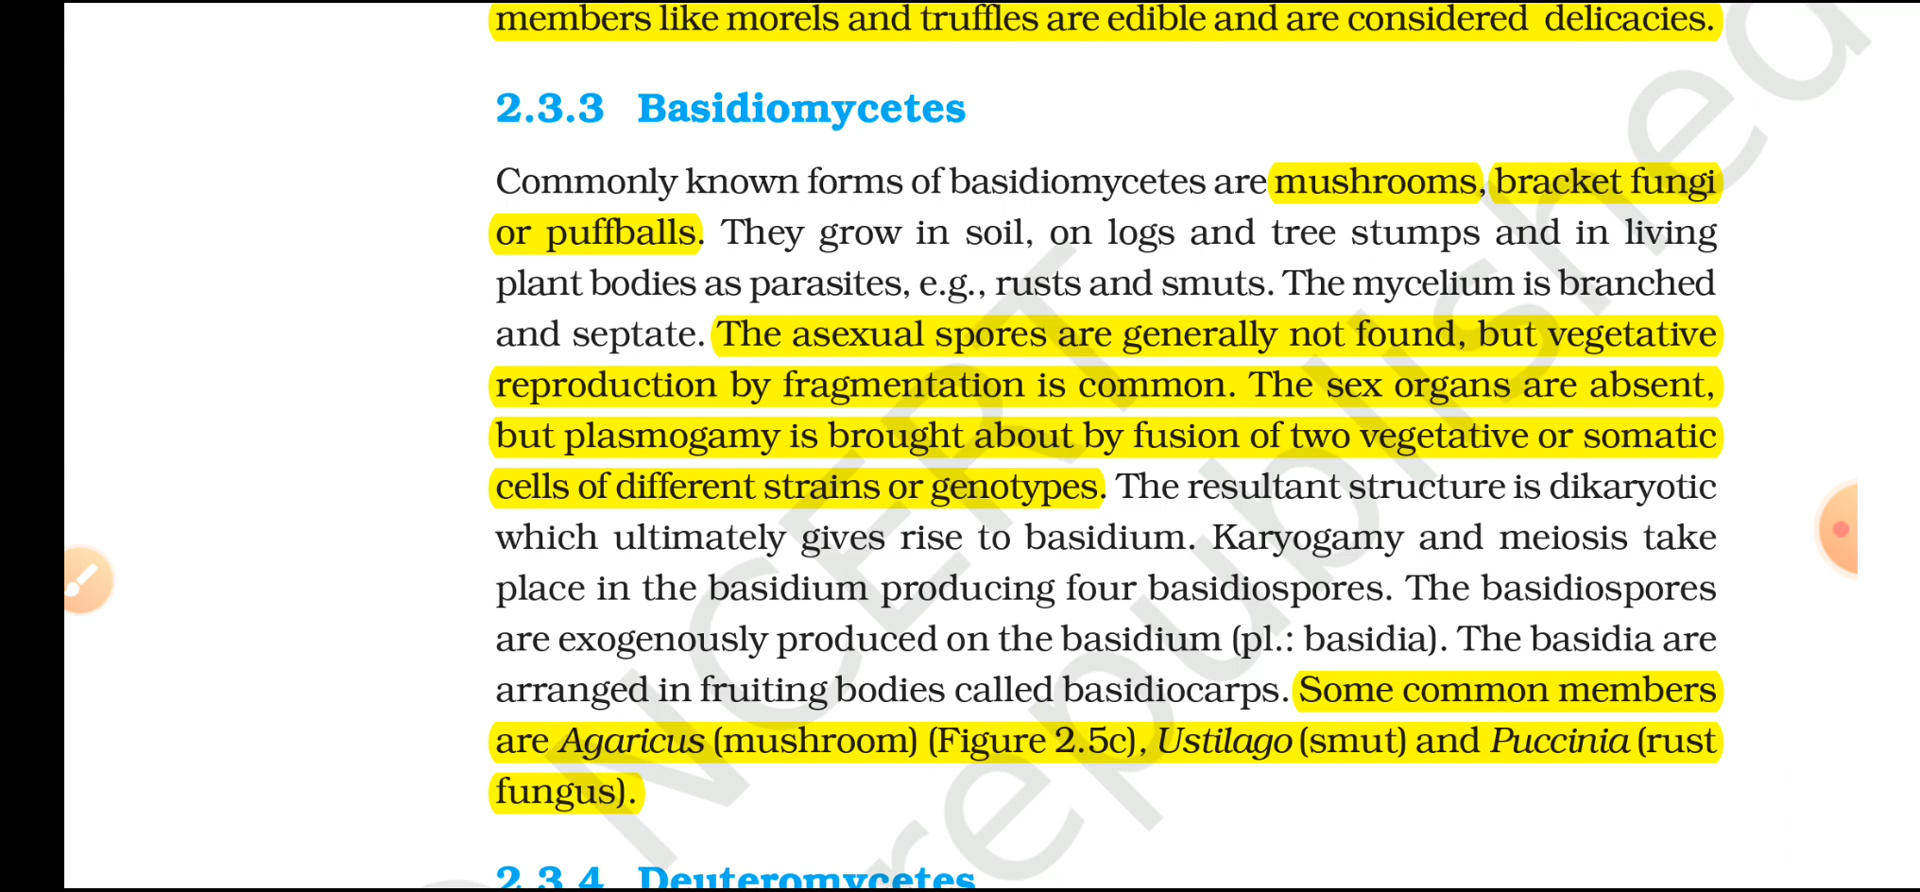 members like morels and truffles are edible and are considered delicacies.
2.3.3 Basidiomycetes
Commonly known forms of basidiomycetes are mushrooms, bracket fungi
or puffballs. They grow in soil, on logs and tree stumps and in living
plant bodies as parasites, e.g., rusts and smuts. The mycelium is branched
and septate. The asexual spores are generally not found, but vegetative
reproduction by fragmentation is common. The sex organs are absent,
but plasmogamy is brought about by fusion of two vegetative or somatic
cells of different strains or genotypes. The resultant structure is dikaryotic
which ultimately gives rise to basidium. Karyogamy and meiosis take
place in the basidium producing four basidiospores. The basidiospores
are exogenously produced on the basidium (pl.: basidia). The basidia are
arranged in fruiting bodies called basidiocarps. Some common members
are Agaricus (mushroom) (Figure 2.5c), Ustilago (smut) and Puccinia (rust
fungus).
2.3.4 Deuteromycetes
NCERT
republished